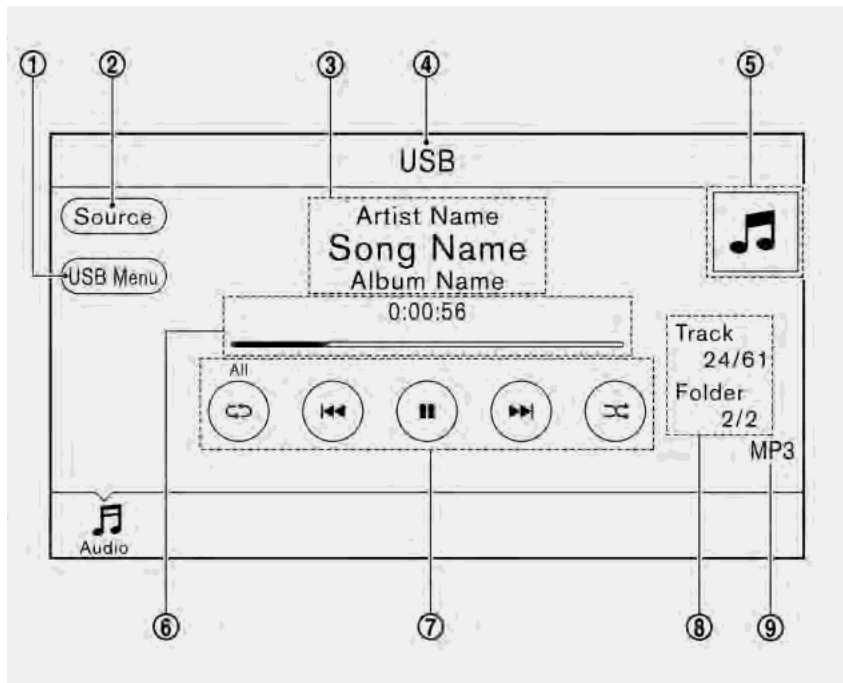 ① ② ③ ④ ⑤
USB
Source
Artist Name
Song Name
USB Menu
Album Name
0:00:56
Track
24/61
All
Folder
2/2
MP3
Audio
⑥ ⑦ ⑧ ⑨